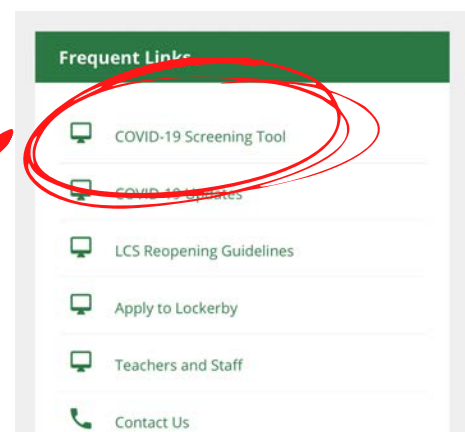 Frequent Links
COVID-19 Screening Tool
COVID-19 Updates
LCS Reopening Guidelines
Apply to Lockerby
Teachers and Staff
Contact Us